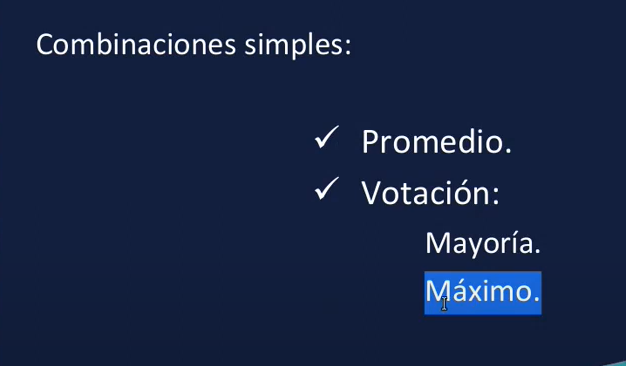 Combinaciones simples:
✓ Promedio.
✓ Votación:
Mayoría.
Máximo.